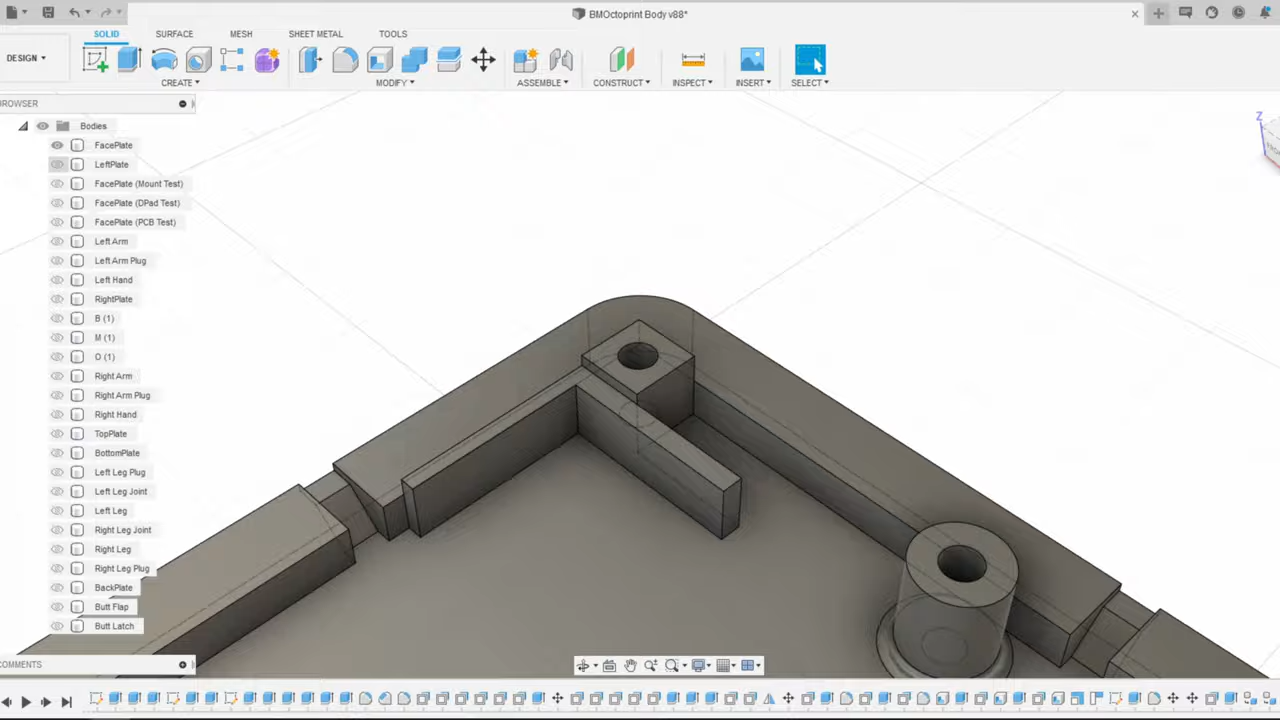 BMOctoprint Body v88*
SOLID SURFACE MESH SHEET METAL TOOLS
DESIGN
CREATE MODIFY ASSEMBLE CONSTRUCT INSPECT INSERT SELECT
BROWSER
Z
Bodies
FacePlate
LeftPlate
FacePlate (Mount Test)
FacePlate (DPad Test)
FacePlate (PCB Test)
Left Arm
Left Arm Plug
Left Hand
RightPlate
B (1)
M (1)
O (1)
Right Arm
Right Arm Plug
Right Hand
TopPlate
BottomPlate
Left Leg Plug
Left Leg Joint
Left Leg
Right Leg Joint
Right Leg
Right Leg Plug
BackPlate
Butt Flap
Butt Latch
COMMENTS